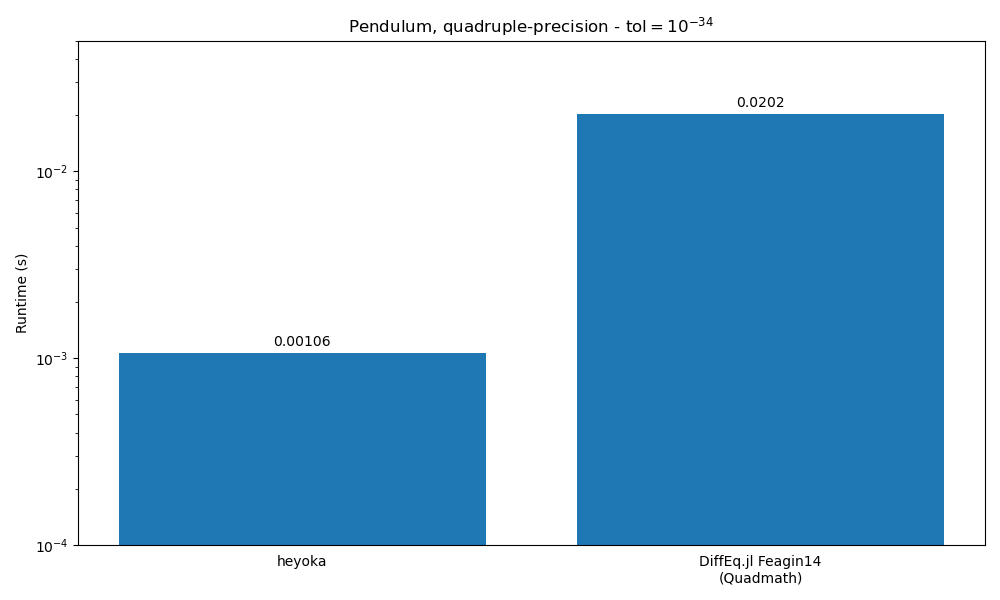 Pendulum, quadruple-precision - tol = 10⁻³⁴
0.0202
10⁻²
Runtime (s)
0.00106
10⁻³
10⁻⁴
heyoka
DiffEq.jl Feagin14
(Quadmath)